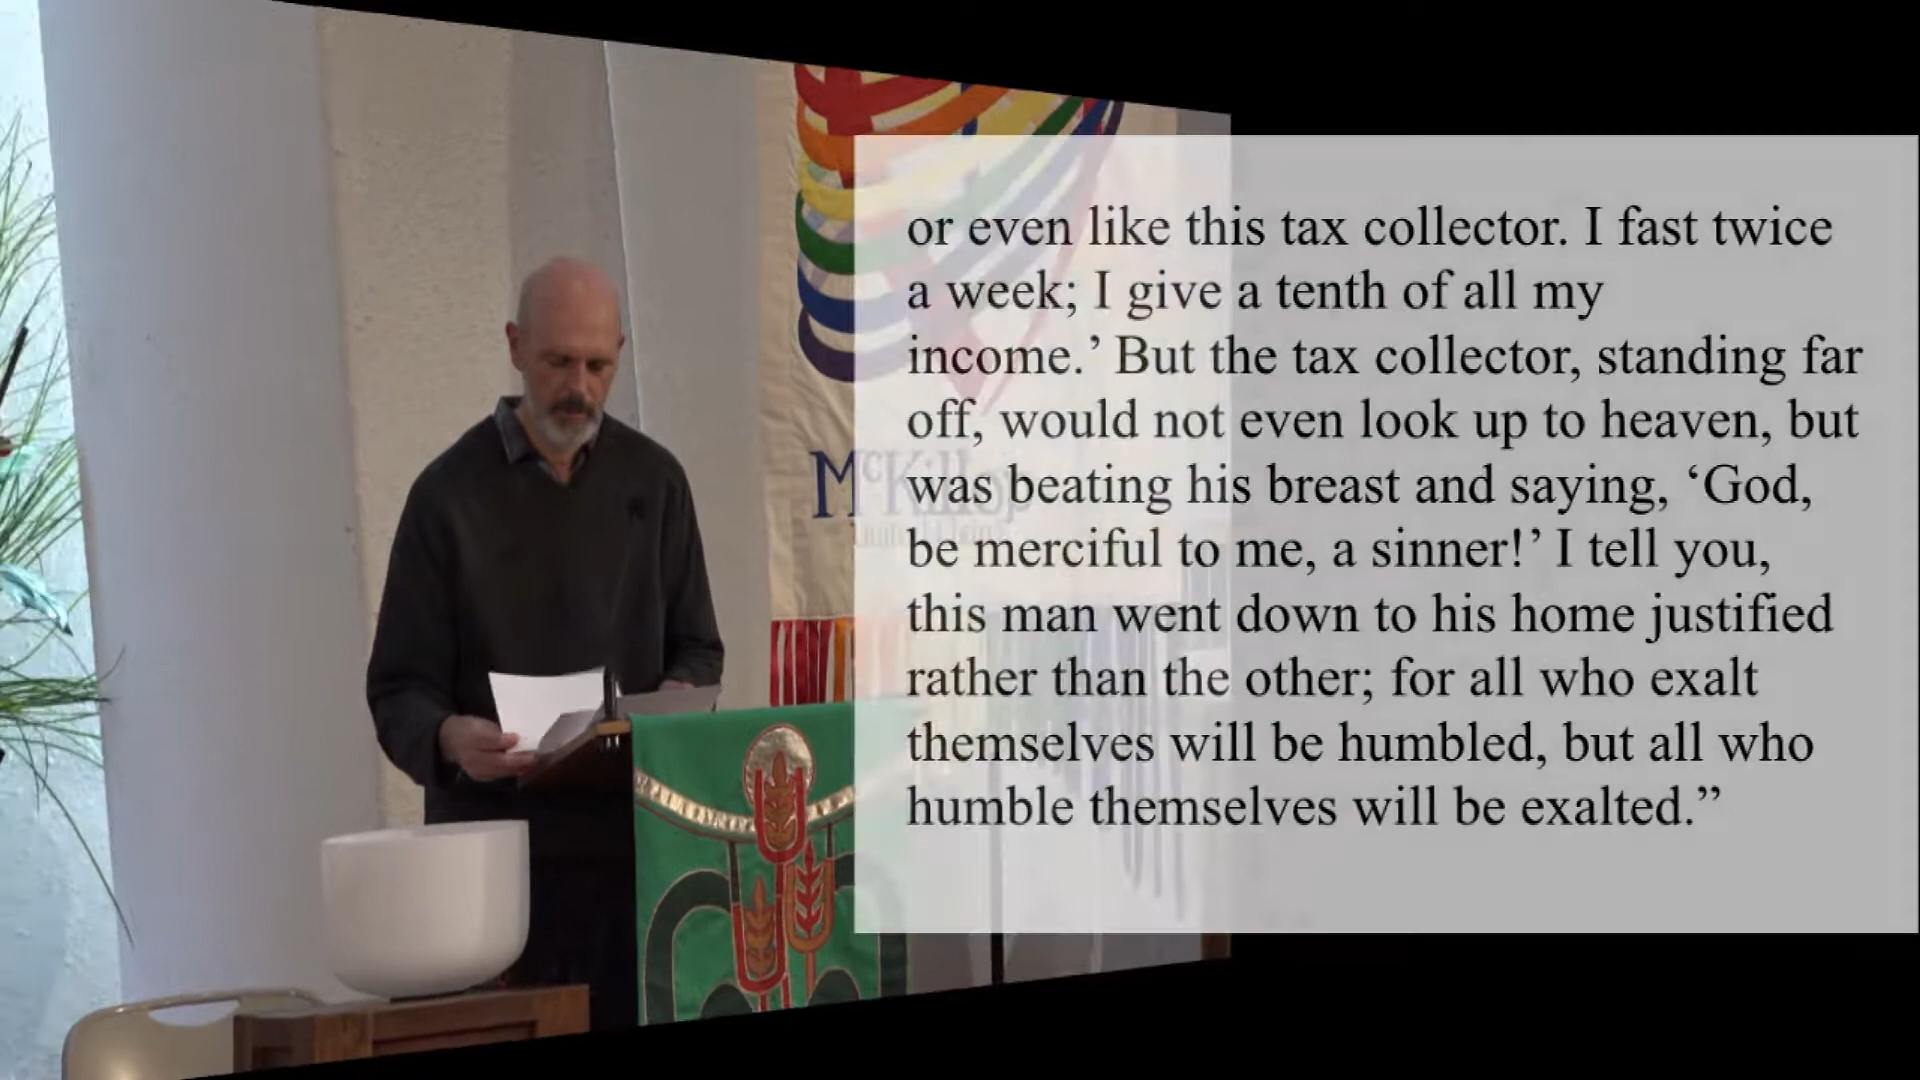 or even like this tax collector. I fast twice
a week; I give a tenth of all my
income.’ But the tax collector, standing far
off, would not even look up to heaven, but
was beating his breast and saying, ‘God,
be merciful to me, a sinner!’ I tell you,
this man went down to his home justified
rather than the other; for all who exalt
themselves will be humbled, but all who
humble themselves will be exalted.”
McKillop
United Church